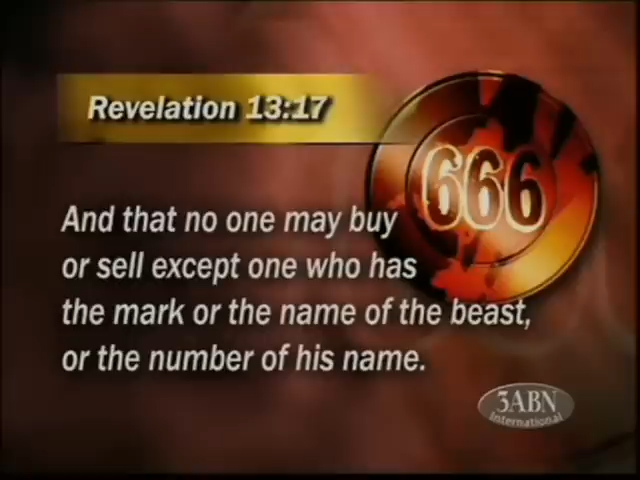 Revelation 13:17
666
And that no one may buy
or sell except one who has
the mark or the name of the beast,
or the number of his name.
3ABN
International